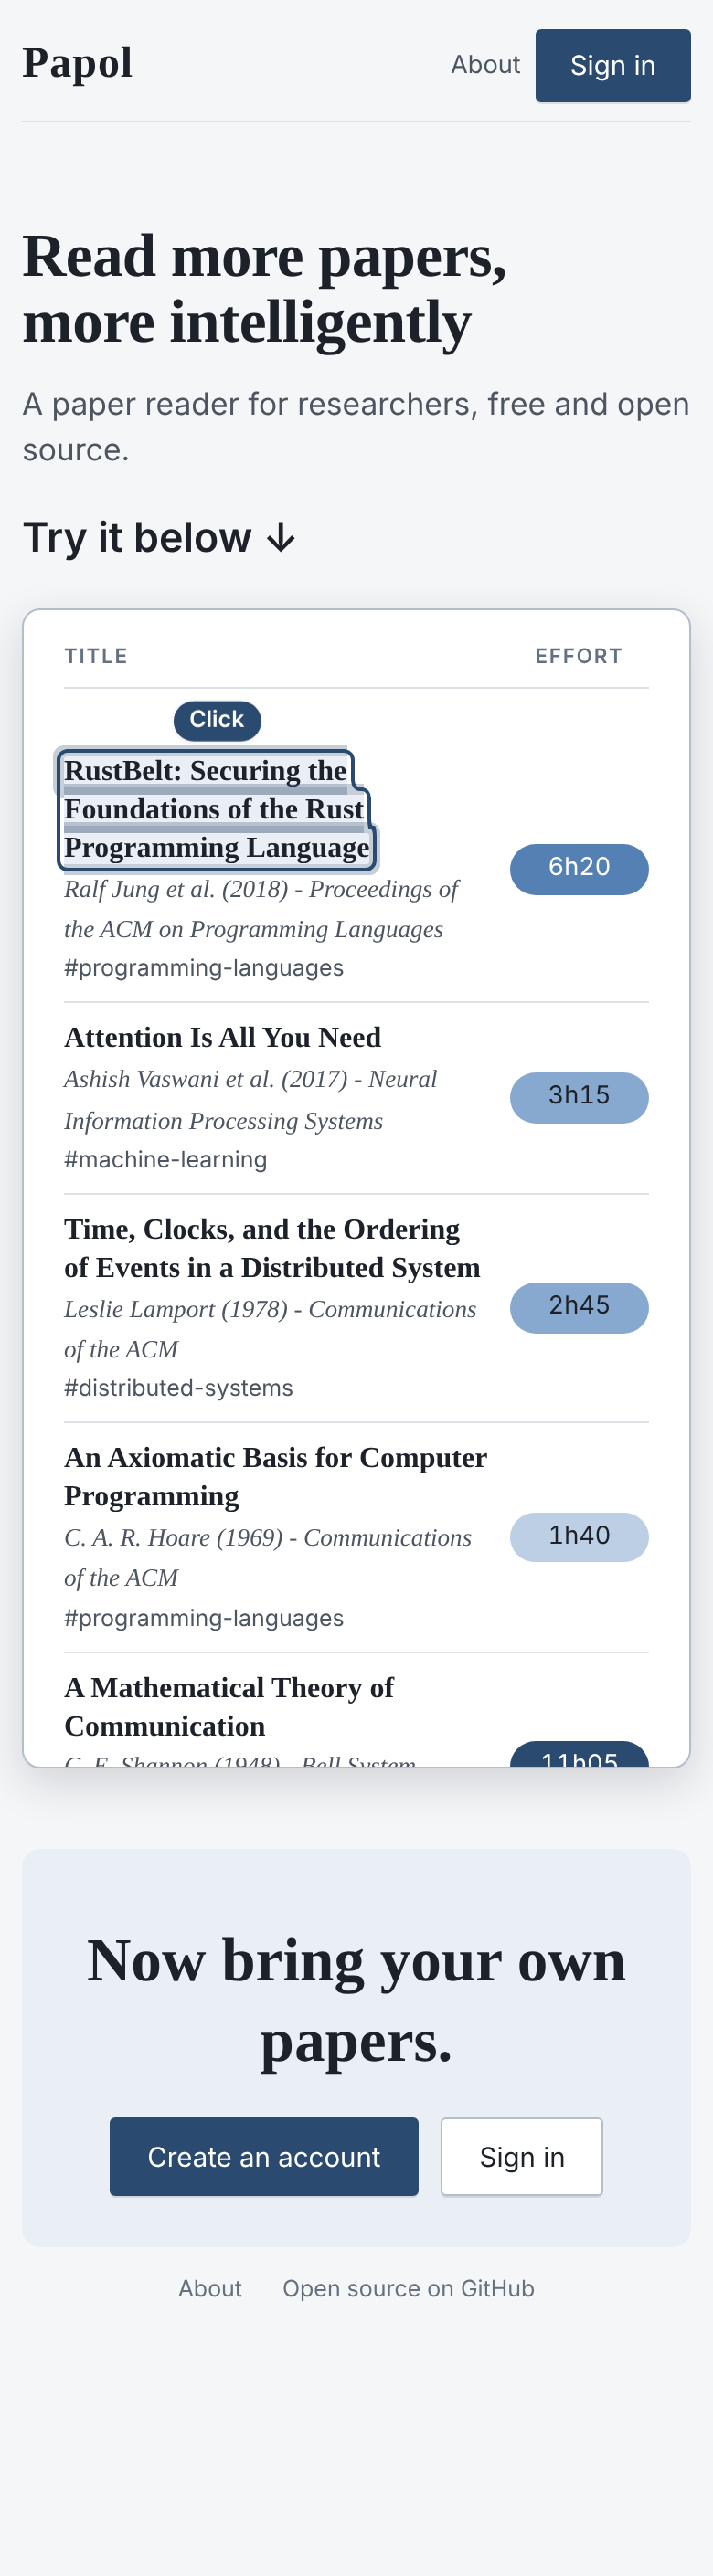 Papol
About
Sign in
Read more papers,
more intelligently
A paper reader for researchers, free and open
source.
Try it below ↓
TITLE
EFFORT
Click
RustBelt: Securing the
Foundations of the Rust
Programming Language
6h20
Ralf Jung et al. (2018) - Proceedings of
the ACM on Programming Languages
#programming-languages
Attention Is All You Need
Ashish Vaswani et al. (2017) - Neural
3h15
Information Processing Systems
#machine-learning
Time, Clocks, and the Ordering
of Events in a Distributed System
2h45
Leslie Lamport (1978) - Communications
of the ACM
#distributed-systems
An Axiomatic Basis for Computer
Programming
1h40
C. A. R. Hoare (1969) - Communications
of the ACM
#programming-languages
A Mathematical Theory of
Communication
C. E. Shannon (1948) - Bell System
11h05
Now bring your own
papers.
Create an account
Sign in
About
Open source on GitHub